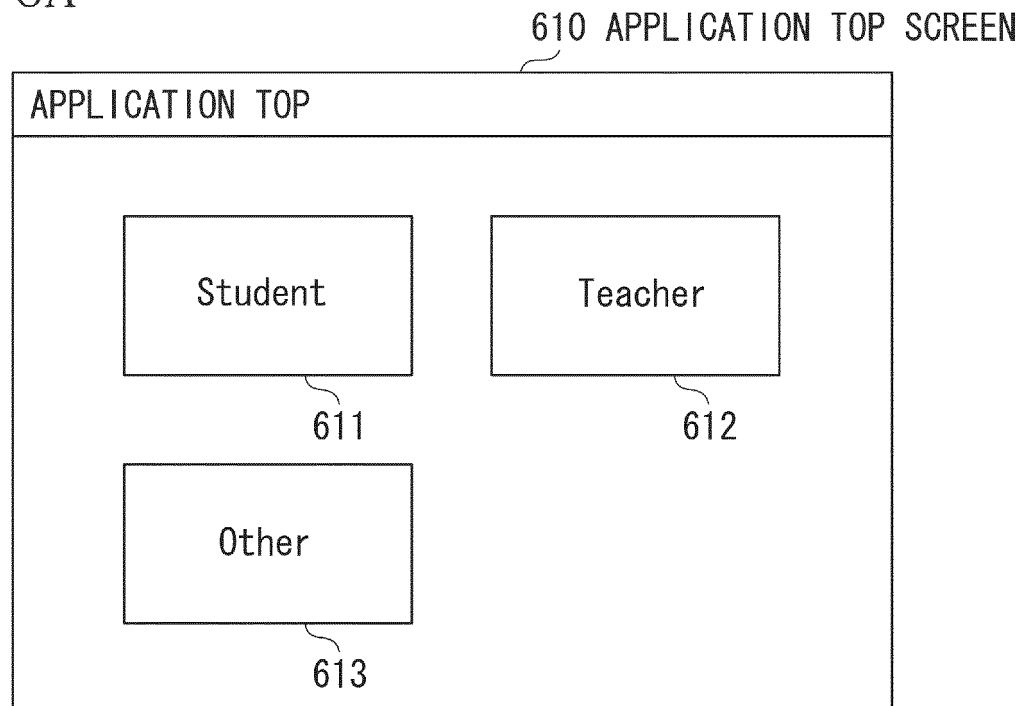 610 APPLICATION TOP SCREEN
APPLICATION TOP
Student
Teacher
611
612
Other
613